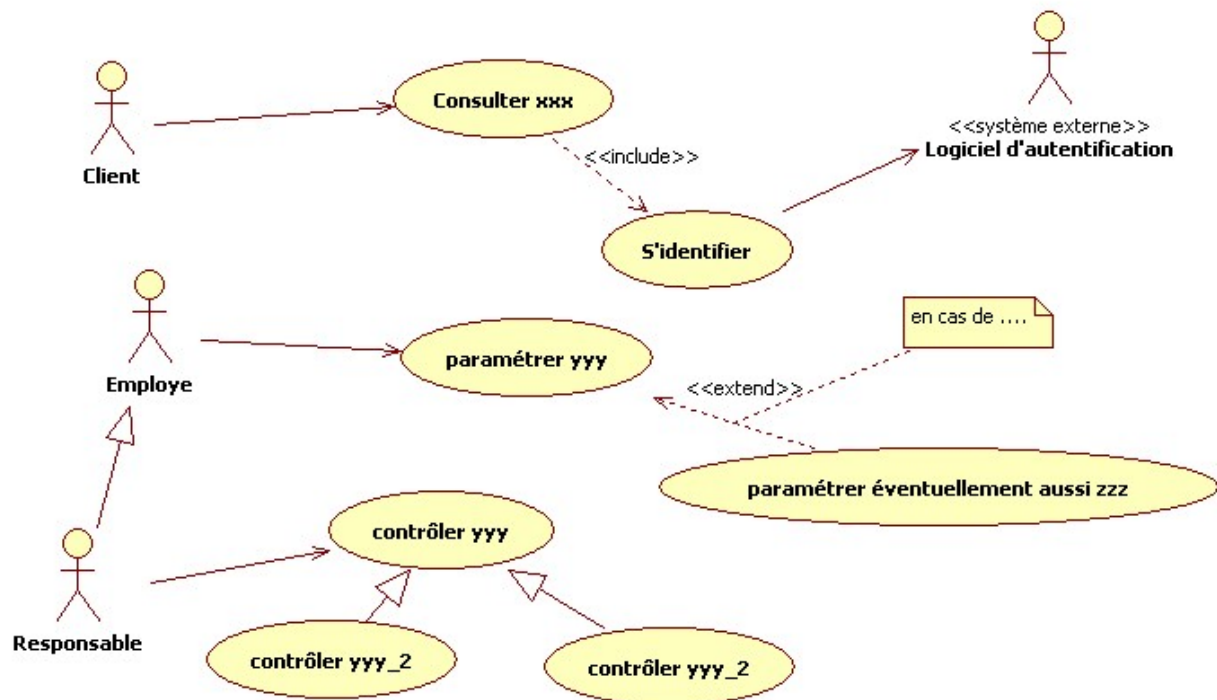 Consulter xxx
<<système externe>>
Logiciel d'autentification
<<include>>
Client
S'identifier
en cas de ....
paramétrer yyy
Employe
<<extend>>
paramétrer éventuellement aussi zzz
contrôler yyy
Responsable
contrôler yyy_2
contrôler yyy_2